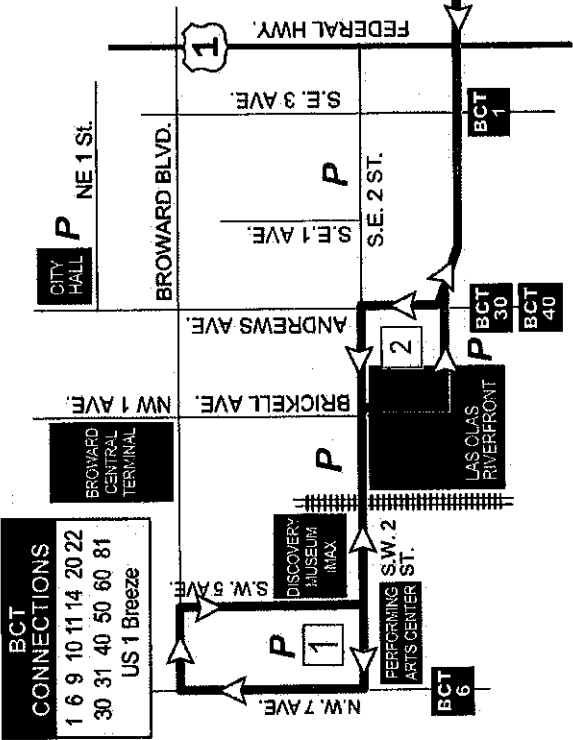 BCT
CONNECTIONS
1 6 9 10 11 14 20 22
30 31 40 50 60 81
US 1 Breeze
BROWARD
CENTRAL
TERMINAL
CITY
HALL
P
NE 1 St.
NW 1 AVE.
BROWARD BLVD.
1
FEDERAL HWY.
S.W. 5 AVE.
BRICKELL AVE.
ANDREWS AVE.
S.E. 1 AVE.
S.E. 3 AVE.
P
1
N.W. 7 AVE.
DISCOVERY
MUSEUM
IMAX
P
P
S.E. 2 ST.
PERFORMING
ARTS CENTER
S.W. 2
ST.
2
LAS OLAS
RIVERFRONT
P
BCT
6
BCT
30
BCT
40
BCT
1